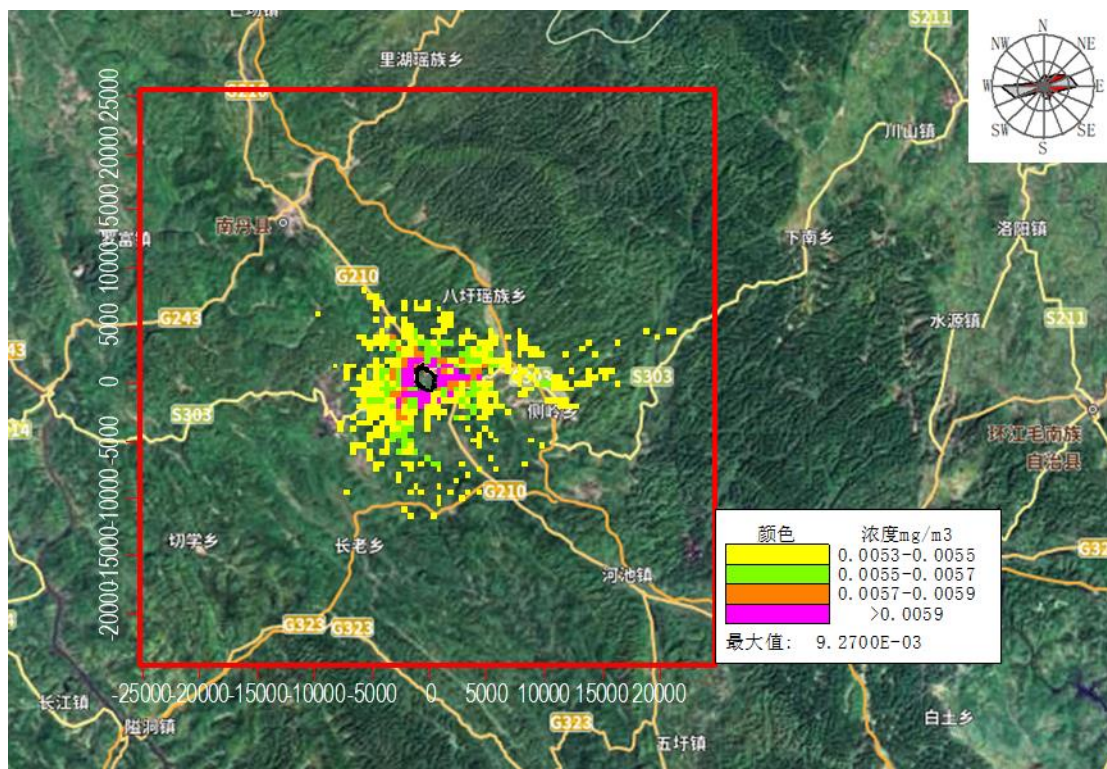 S211
N
NW
NE
W
E
SW
SE
S
里湖瑶族乡
川山镇
25000
20000
15000
10000
5000
0
-5000
-10000
-15000
-20000
南丹县
下南乡
洛阳镇
G210
八圩瑶族乡
G243
水源镇
S211
S303
S303
侧岭乡
环江毛南族
自治县
G210
切学乡
长老乡
河池镇
G323
G323
颜色
浓度mg/m3
0.0053-0.0055
0.0055-0.0057
0.0057-0.0059
>0.0059
最大值: 9.2700E-03
-25000
-20000
-15000
-10000
-5000
0
5000
10000
15000
20000
长江镇
隘洞镇
G323
五圩镇
白土乡